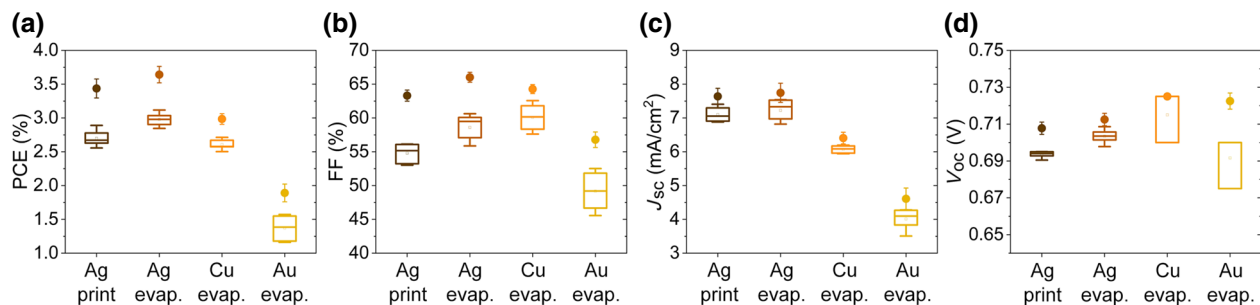 (a)
PCE (%)
4.0
3.5
3.0
2.5
2.0
1.5
1.0
Ag Ag Cu Au
print evap. evap. evap.
(b)
FF (%)
70
65
60
55
50
45
40
Ag Ag Cu Au
print evap. evap. evap.
(c)
Jsc (mA/cm²)
9
8
7
6
5
4
3
Ag Ag Cu Au
print evap. evap. evap.
(d)
Voc (V)
0.75
0.73
0.71
0.69
0.67
0.65
Ag Ag Cu Au
print evap. evap. evap.